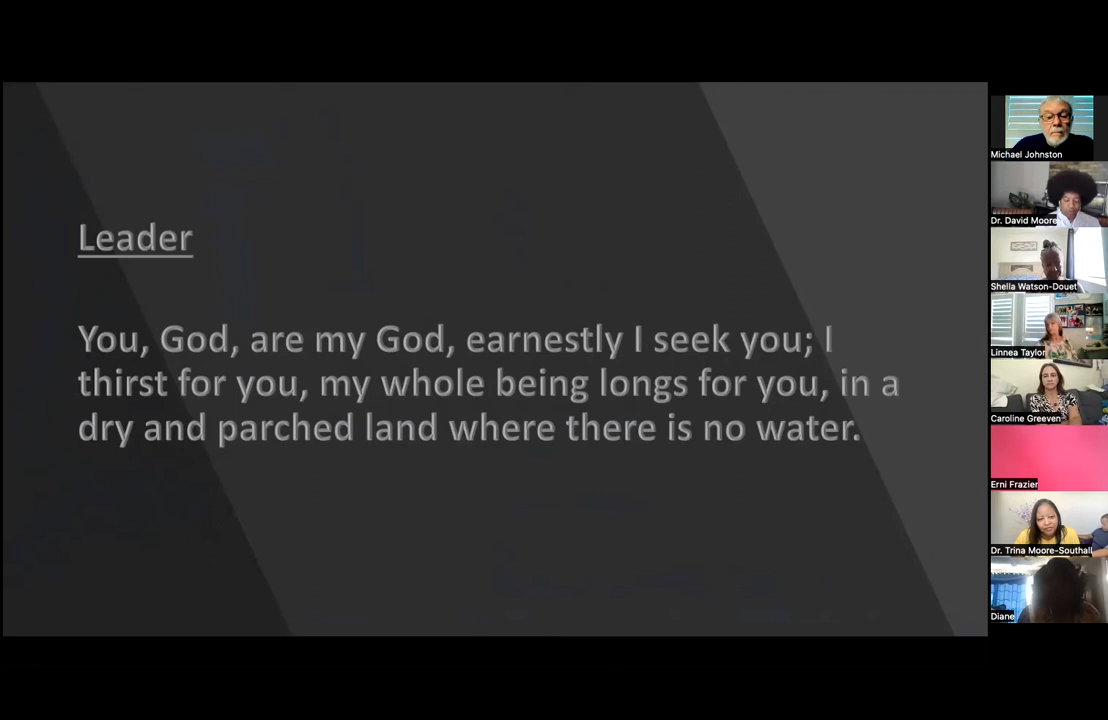 Leader
You, God, are my God, earnestly I seek you; I
thirst for you, my whole being longs for you, in a
dry and parched land where there is no water.
Michael Johnston
Dr. David Moore
Shella Watson-Douet
Linnea Taylor
Caroline Greeven
Erni Frazier
Dr. Trina Moore-Southall
Diane